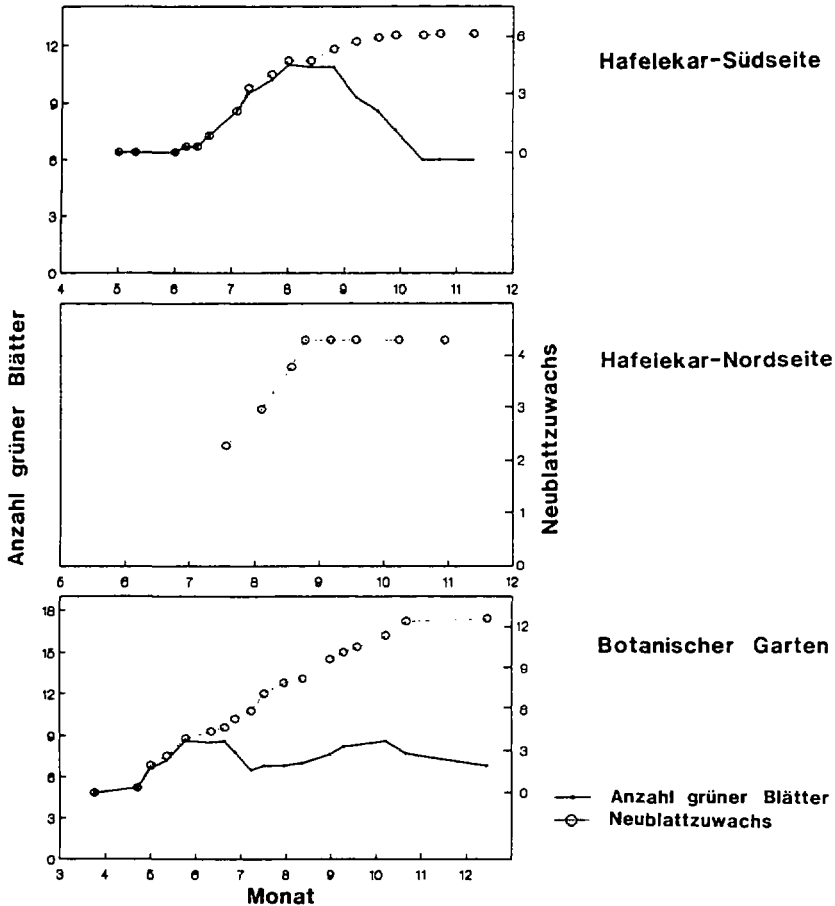 12
9
6
3
0
6
3
0
4 5 6 7 8 9 10 11 12
Hafelekar-Südseite
Anzahl grüner Blätter
4
3
2
1
0
5 6 7 8 9 10 11 12
Neublattzuwachs
Hafelekar-Nordseite
18
15
12
9
6
3
0
12
9
6
3
0
3 4 5 6 7 8 9 10 11 12
Monat
Botanischer Garten
Anzahl grüner Blätter
Neublattzuwachs